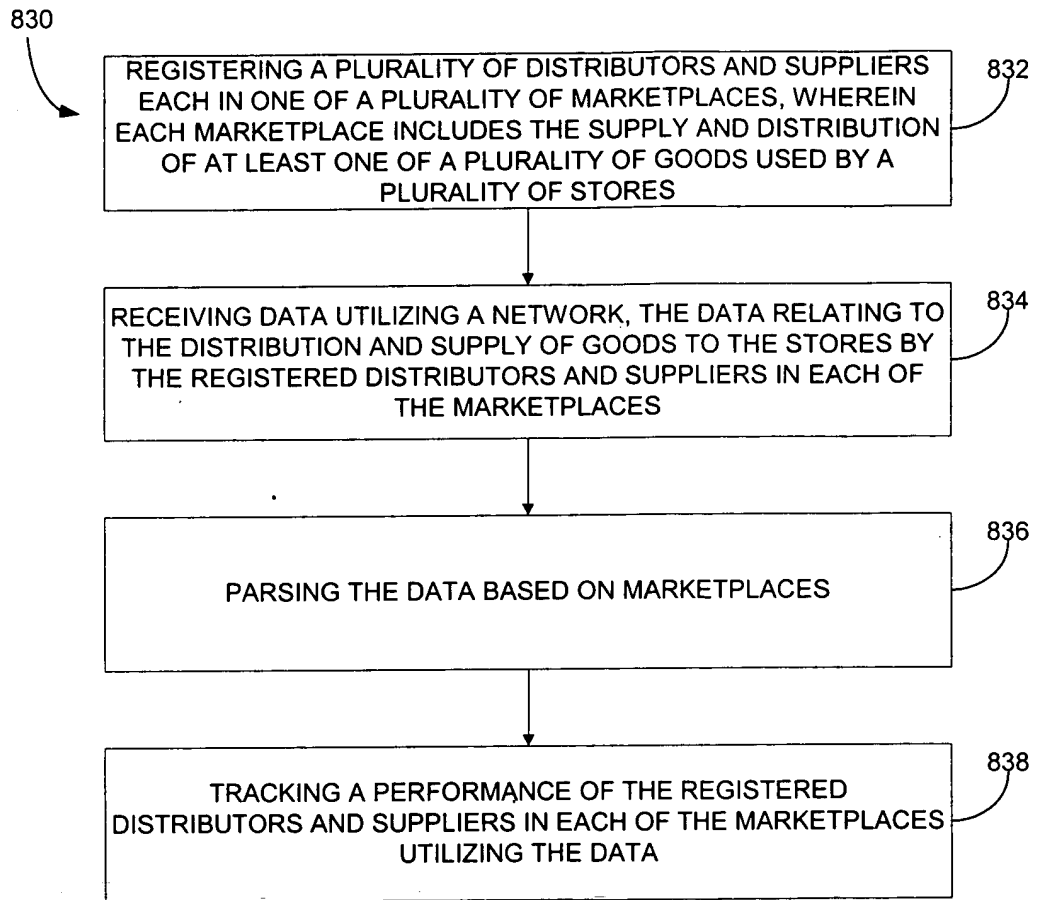 830
REGISTERING A PLURALITY OF DISTRIBUTORS AND SUPPLIERS
EACH IN ONE OF A PLURALITY OF MARKETPLACES, WHEREIN
EACH MARKETPLACE INCLUDES THE SUPPLY AND DISTRIBUTION
OF AT LEAST ONE OF A PLURALITY OF GOODS USED BY A
PLURALITY OF STORES
832
RECEIVING DATA UTILIZING A NETWORK, THE DATA RELATING TO
THE DISTRIBUTION AND SUPPLY OF GOODS TO THE STORES BY
THE REGISTERED DISTRIBUTORS AND SUPPLIERS IN EACH OF
THE MARKETPLACES
834
PARSING THE DATA BASED ON MARKETPLACES
836
TRACKING A PERFORMANCE OF THE REGISTERED
DISTRIBUTORS AND SUPPLIERS IN EACH OF THE MARKETPLACES
UTILIZING THE DATA
838